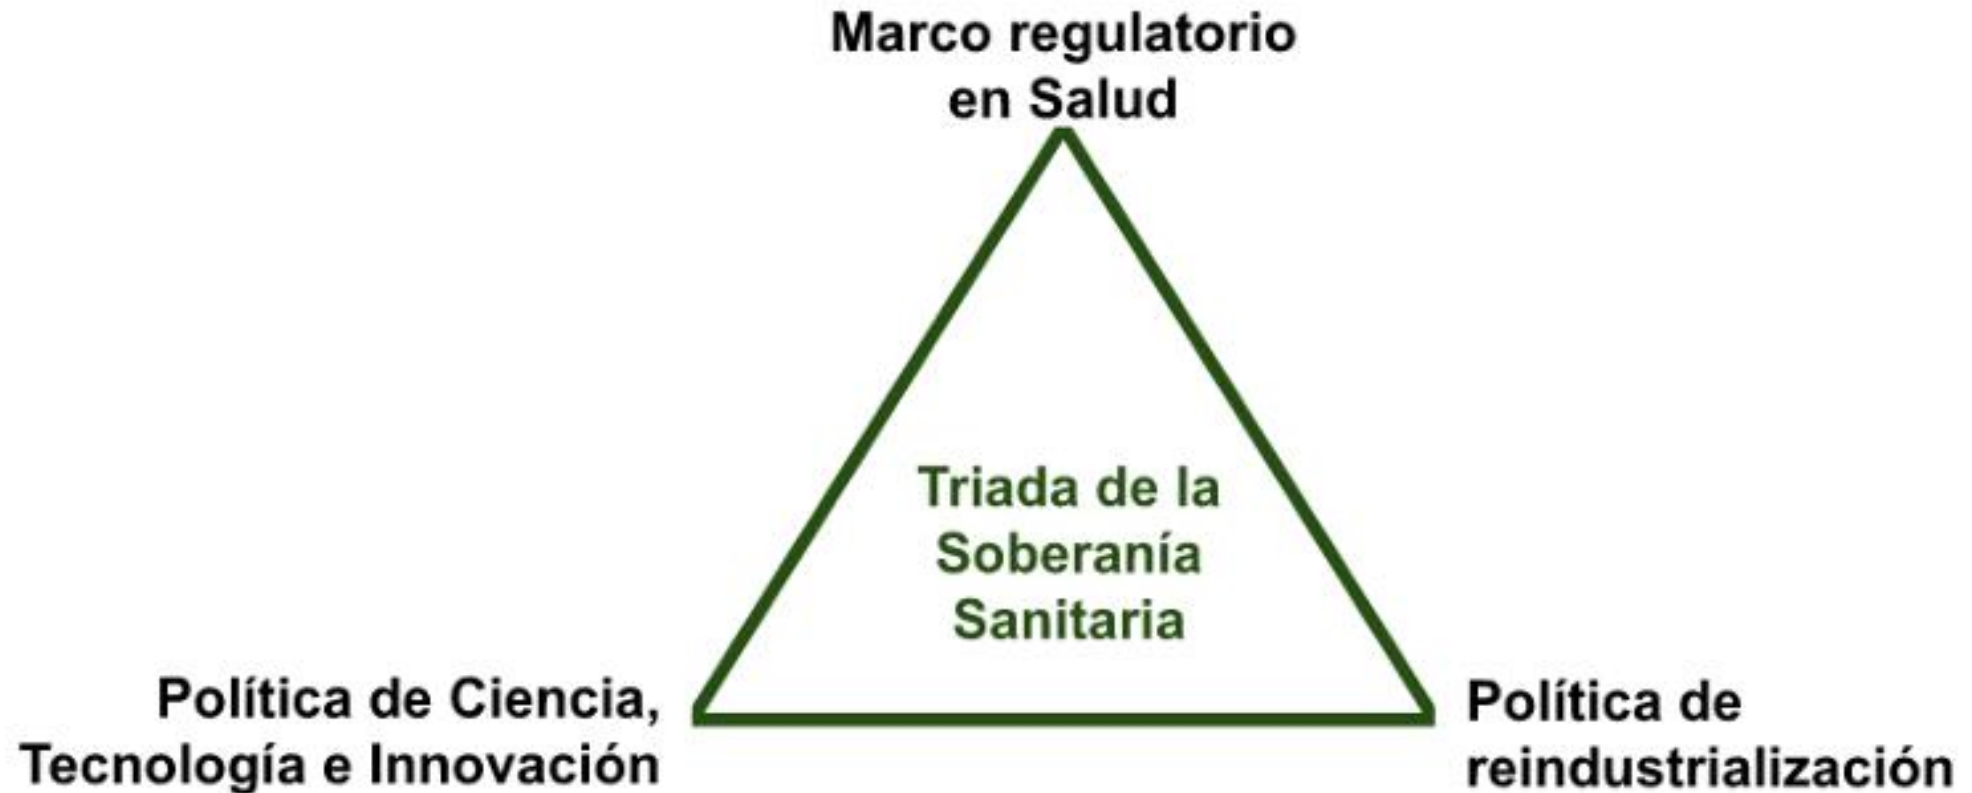 Marco regulatorio
en Salud
Triada de la
Soberanía
Sanitaria
Política de Ciencia,
Tecnología e Innovación
Política de
reindustrialización